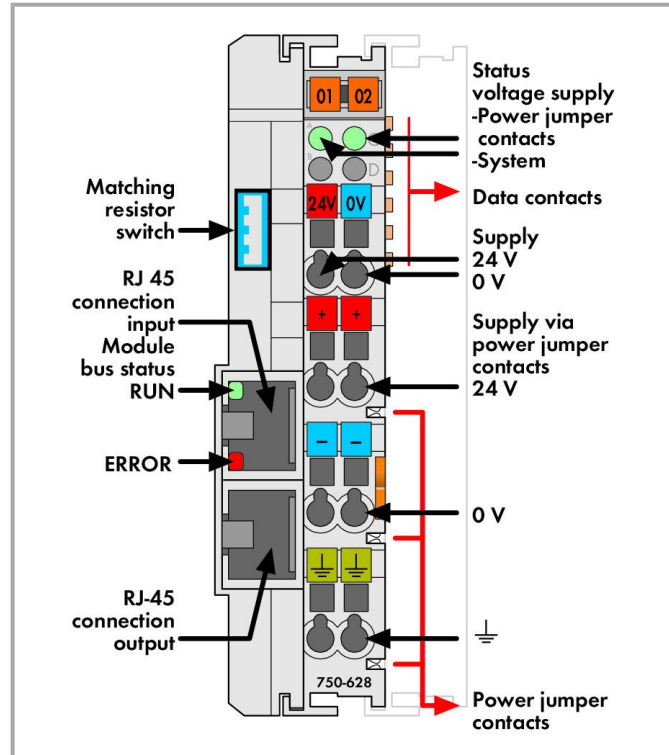 Status
voltage supply
-Power jumper
contacts
-System
Data contacts
Supply
24 V
0 V
Supply via
power jumper
contacts
24 V
0 V
Power jumper
contacts
Matching
resistor
switch
RJ 45
connection
input
Module
bus status
RUN
ERROR
RJ-45
connection
output
01 02
A C
B D
24V 0V
+ +
– –
750-628